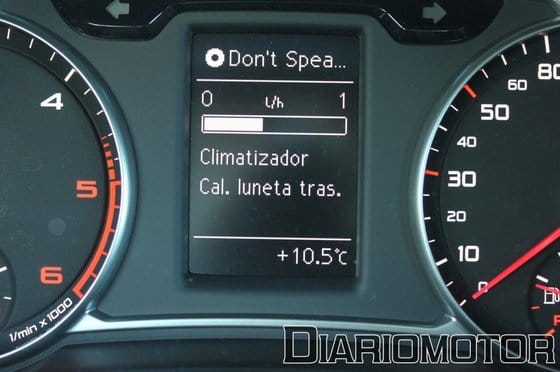 Don't Spea...
0 L/h 1
Climatizador
Cal. luneta tras.
+10.5°C
4
5
6
1/min x 1000
80
60
50
40
30
20
10
0
DIARIOMOTOR